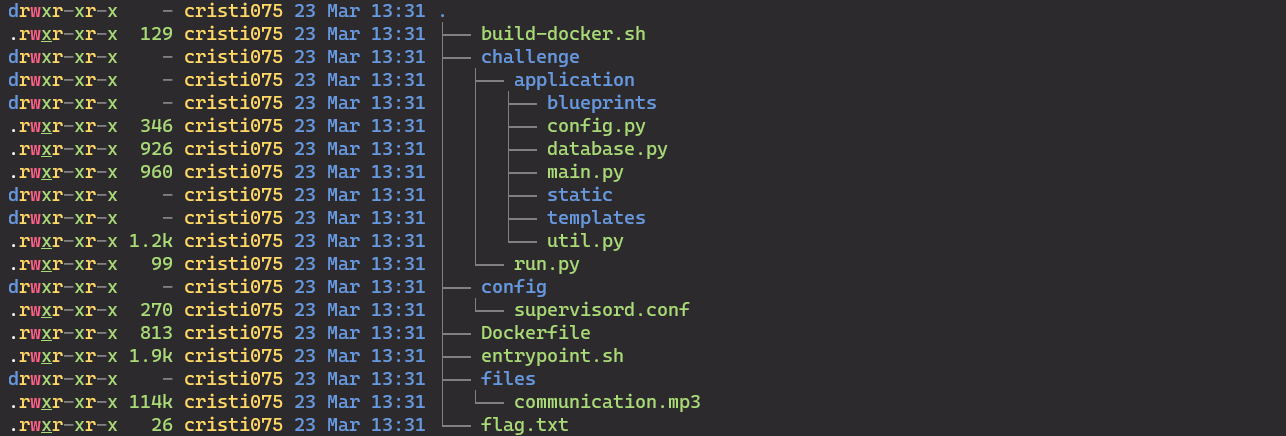 drwxr-xr-x    - cristi075 23 Mar 13:31 .
.rwxr-xr-x  129 cristi075 23 Mar 13:31 ├── build-docker.sh
drwxr-xr-x    - cristi075 23 Mar 13:31 ├── challenge
drwxr-xr-x    - cristi075 23 Mar 13:31 │  ├── application
drwxr-xr-x    - cristi075 23 Mar 13:31 │  │  ├── blueprints
.rwxr-xr-x  346 cristi075 23 Mar 13:31 │  │  ├── config.py
.rwxr-xr-x  926 cristi075 23 Mar 13:31 │  │  ├── database.py
.rwxr-xr-x  960 cristi075 23 Mar 13:31 │  │  ├── main.py
drwxr-xr-x    - cristi075 23 Mar 13:31 │  │  ├── static
drwxr-xr-x    - cristi075 23 Mar 13:31 │  │  ├── templates
.rwxr-xr-x 1.2k cristi075 23 Mar 13:31 │  │  └── util.py
.rwxr-xr-x   99 cristi075 23 Mar 13:31 │  └── run.py
drwxr-xr-x    - cristi075 23 Mar 13:31 ├── config
.rwxr-xr-x  270 cristi075 23 Mar 13:31 │  └── supervisord.conf
.rwxr-xr-x  813 cristi075 23 Mar 13:31 ├── Dockerfile
.rwxr-xr-x 1.9k cristi075 23 Mar 13:31 ├── entrypoint.sh
drwxr-xr-x    - cristi075 23 Mar 13:31 ├── files
.rwxr-xr-x 114k cristi075 23 Mar 13:31 │  └── communication.mp3
.rwxr-xr-x   26 cristi075 23 Mar 13:31 └── flag.txt